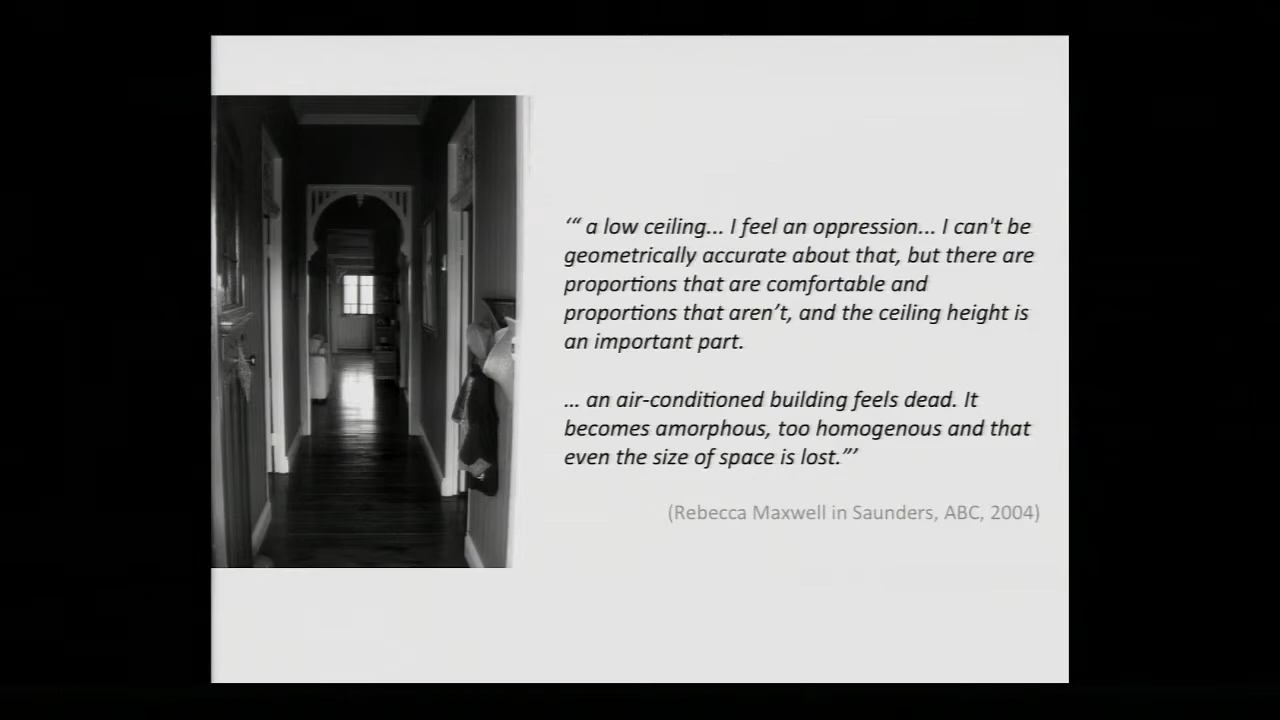 ‘“ a low ceiling... I feel an oppression... I can't be
geometrically accurate about that, but there are
proportions that are comfortable and
proportions that aren’t, and the ceiling height is
an important part.
... an air-conditioned building feels dead. It
becomes amorphous, too homogenous and that
even the size of space is lost.”’
(Rebecca Maxwell in Saunders, ABC, 2004)